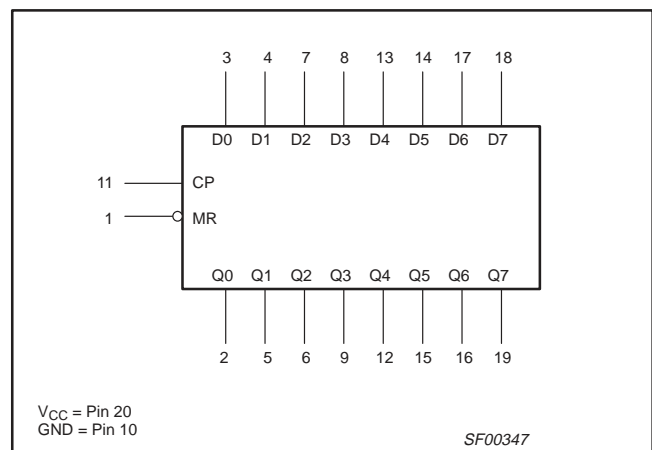 3 4 7 8 13 14 17 18
D0 D1 D2 D3 D4 D5 D6 D7
11 CP
1 MR
Q0 Q1 Q2 Q3 Q4 Q5 Q6 Q7
2 5 6 9 12 15 16 19
VCC = Pin 20
GND = Pin 10
SF00347